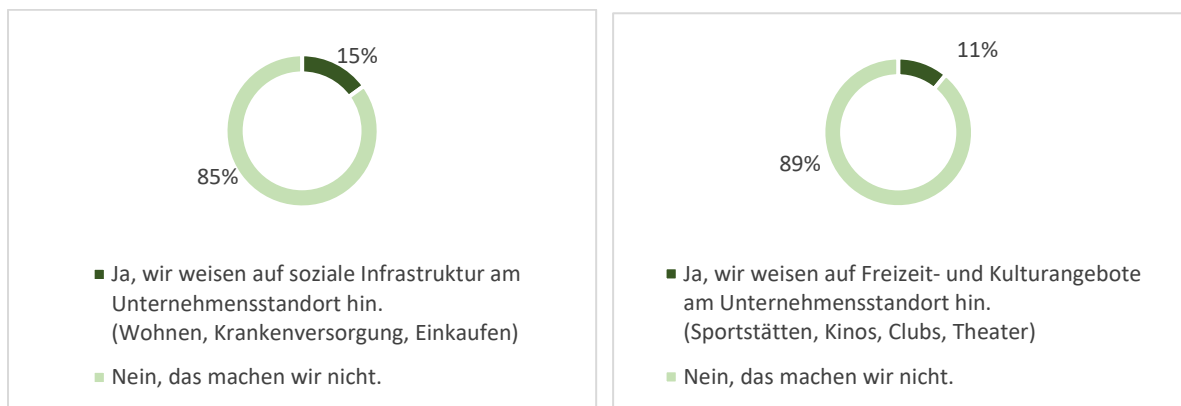 15%
85%
Ja, wir weisen auf soziale Infrastruktur am
Unternehmensstandort hin.
(Wohnen, Krankenversorgung, Einkaufen)
Nein, das machen wir nicht.
11%
89%
Ja, wir weisen auf Freizeit- und Kulturangebote
am Unternehmensstandort hin.
(Sportstätten, Kinos, Clubs, Theater)
Nein, das machen wir nicht.